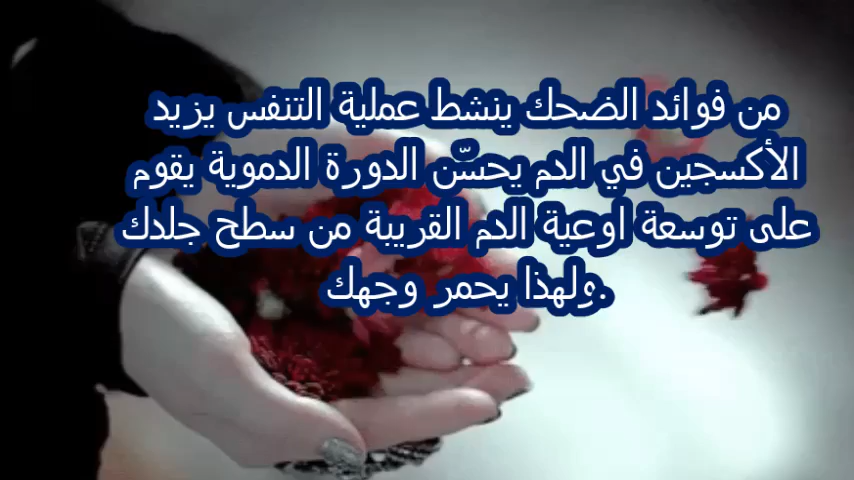 من فوائد الضحك ينشط عملية التنفس يزيد
الأكسجين في الدم يحسّن الدورة الدموية يقوم
على توسعة اوعية الدم القريبة من سطح جلدك
ولهذا يحمر وجهك.